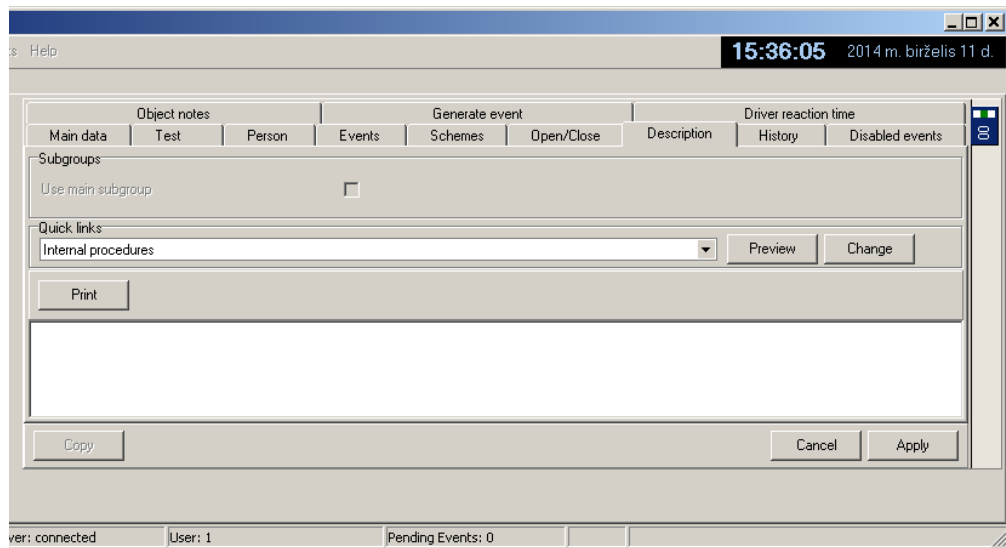 s Help
15:36:05 2014 m. birželis 11 d.
Object notes Generate event Driver reaction time
Main data Test Person Events Schemes Open/Close Description History Disabled events
Subgroups
Use main subgroup
Quick links
Internal procedures Preview Change
Print
Copy Cancel Apply
ver: connected User: 1 Pending Events: 0